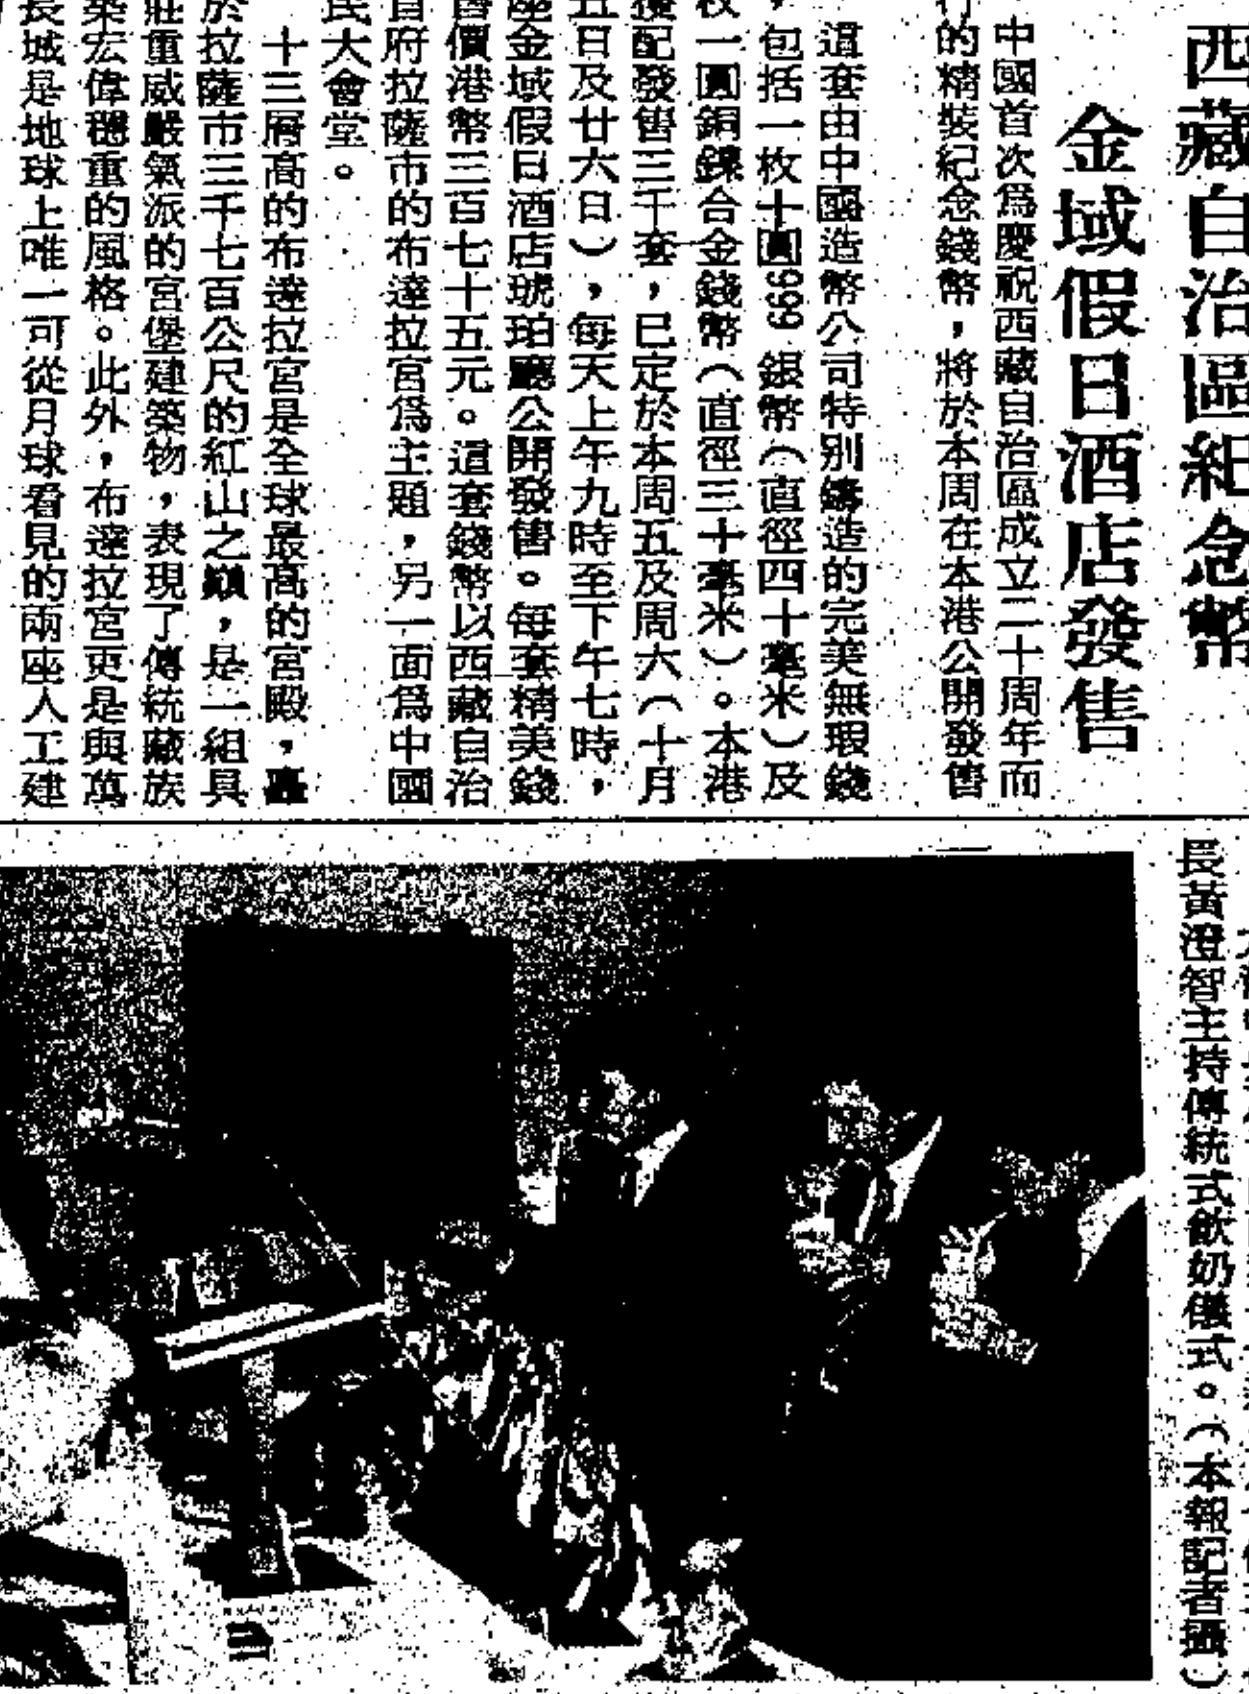 西藏自治區紀念幣
金域假日酒店發售
中國首次爲慶祝西藏自治區成立二十周年而
行的精裝紀念錢幣，將於本周在本港公開發售
這套由中國造幣公司特別鑄造的完美無瑕錢
，包括一枚十圓999銀幣（直徑四十毫米）及
枚一圓銅鎳合金錢幣（直徑三十毫米）。本港
獲配發售三千套，已定於本周五及周六（十月
五日及廿六日），每天上午九時至下午七時，
座金域假日酒店琥珀廳公開發售。每套精美錢
售價港幣三百七十五元。這套錢幣以西藏自治
首府拉薩市的布達拉宮爲主題，另一面爲中國
民大會堂。
十三層高的布達拉宮是全球最高的宮殿，矗
於拉薩市三千七百公尺的紅山之巔，是一組具
莊重威嚴氣派的宮堡建築物，表現了傳統藏族
築宏偉穩重的風格。此外，布達拉宮更是與萬
長城是地球上唯一可從月球看見的兩座人工建
長黃澄智主持傳統式飲奶儀式。（本報記者攝）